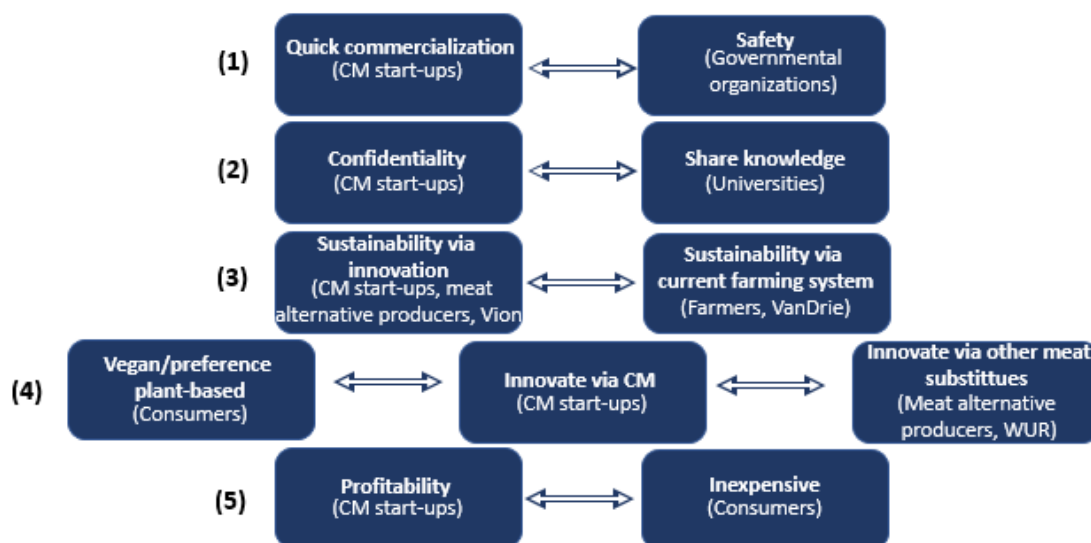 (1)
Quick commercialization
(CM start-ups)
Safety
(Governmental
organizations)
(2)
Confidentiality
(CM start-ups)
Share knowledge
(Universities)
(3)
Sustainability via
innovation
(CM start-ups, meat
alternative producers, Vion
Sustainability via
current farming system
(Farmers, VanDrie)
(4)
Vegan/preference
plant-based
(Consumers)
Innovate via CM
(CM start-ups)
Innovate via other meat
substittues
(Meat alternative
producers, WUR)
(5)
Profitability
(CM start-ups)
Inexpensive
(Consumers)